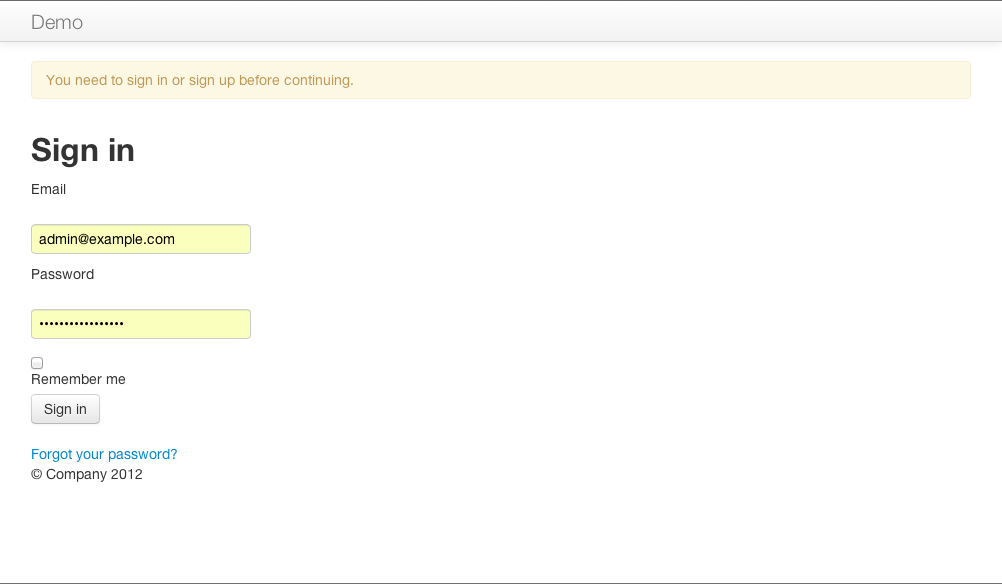 Demo
You need to sign in or sign up before continuing.
Sign in
Email
admin@example.com
Password
•••••••••••••••••
Remember me
Sign in
Forgot your password?
© Company 2012